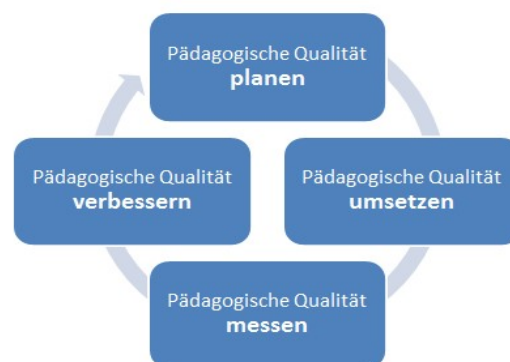 Pädagogische Qualität
planen
Pädagogische Qualität
verbessern
Pädagogische Qualität
umsetzen
Pädagogische Qualität
messen